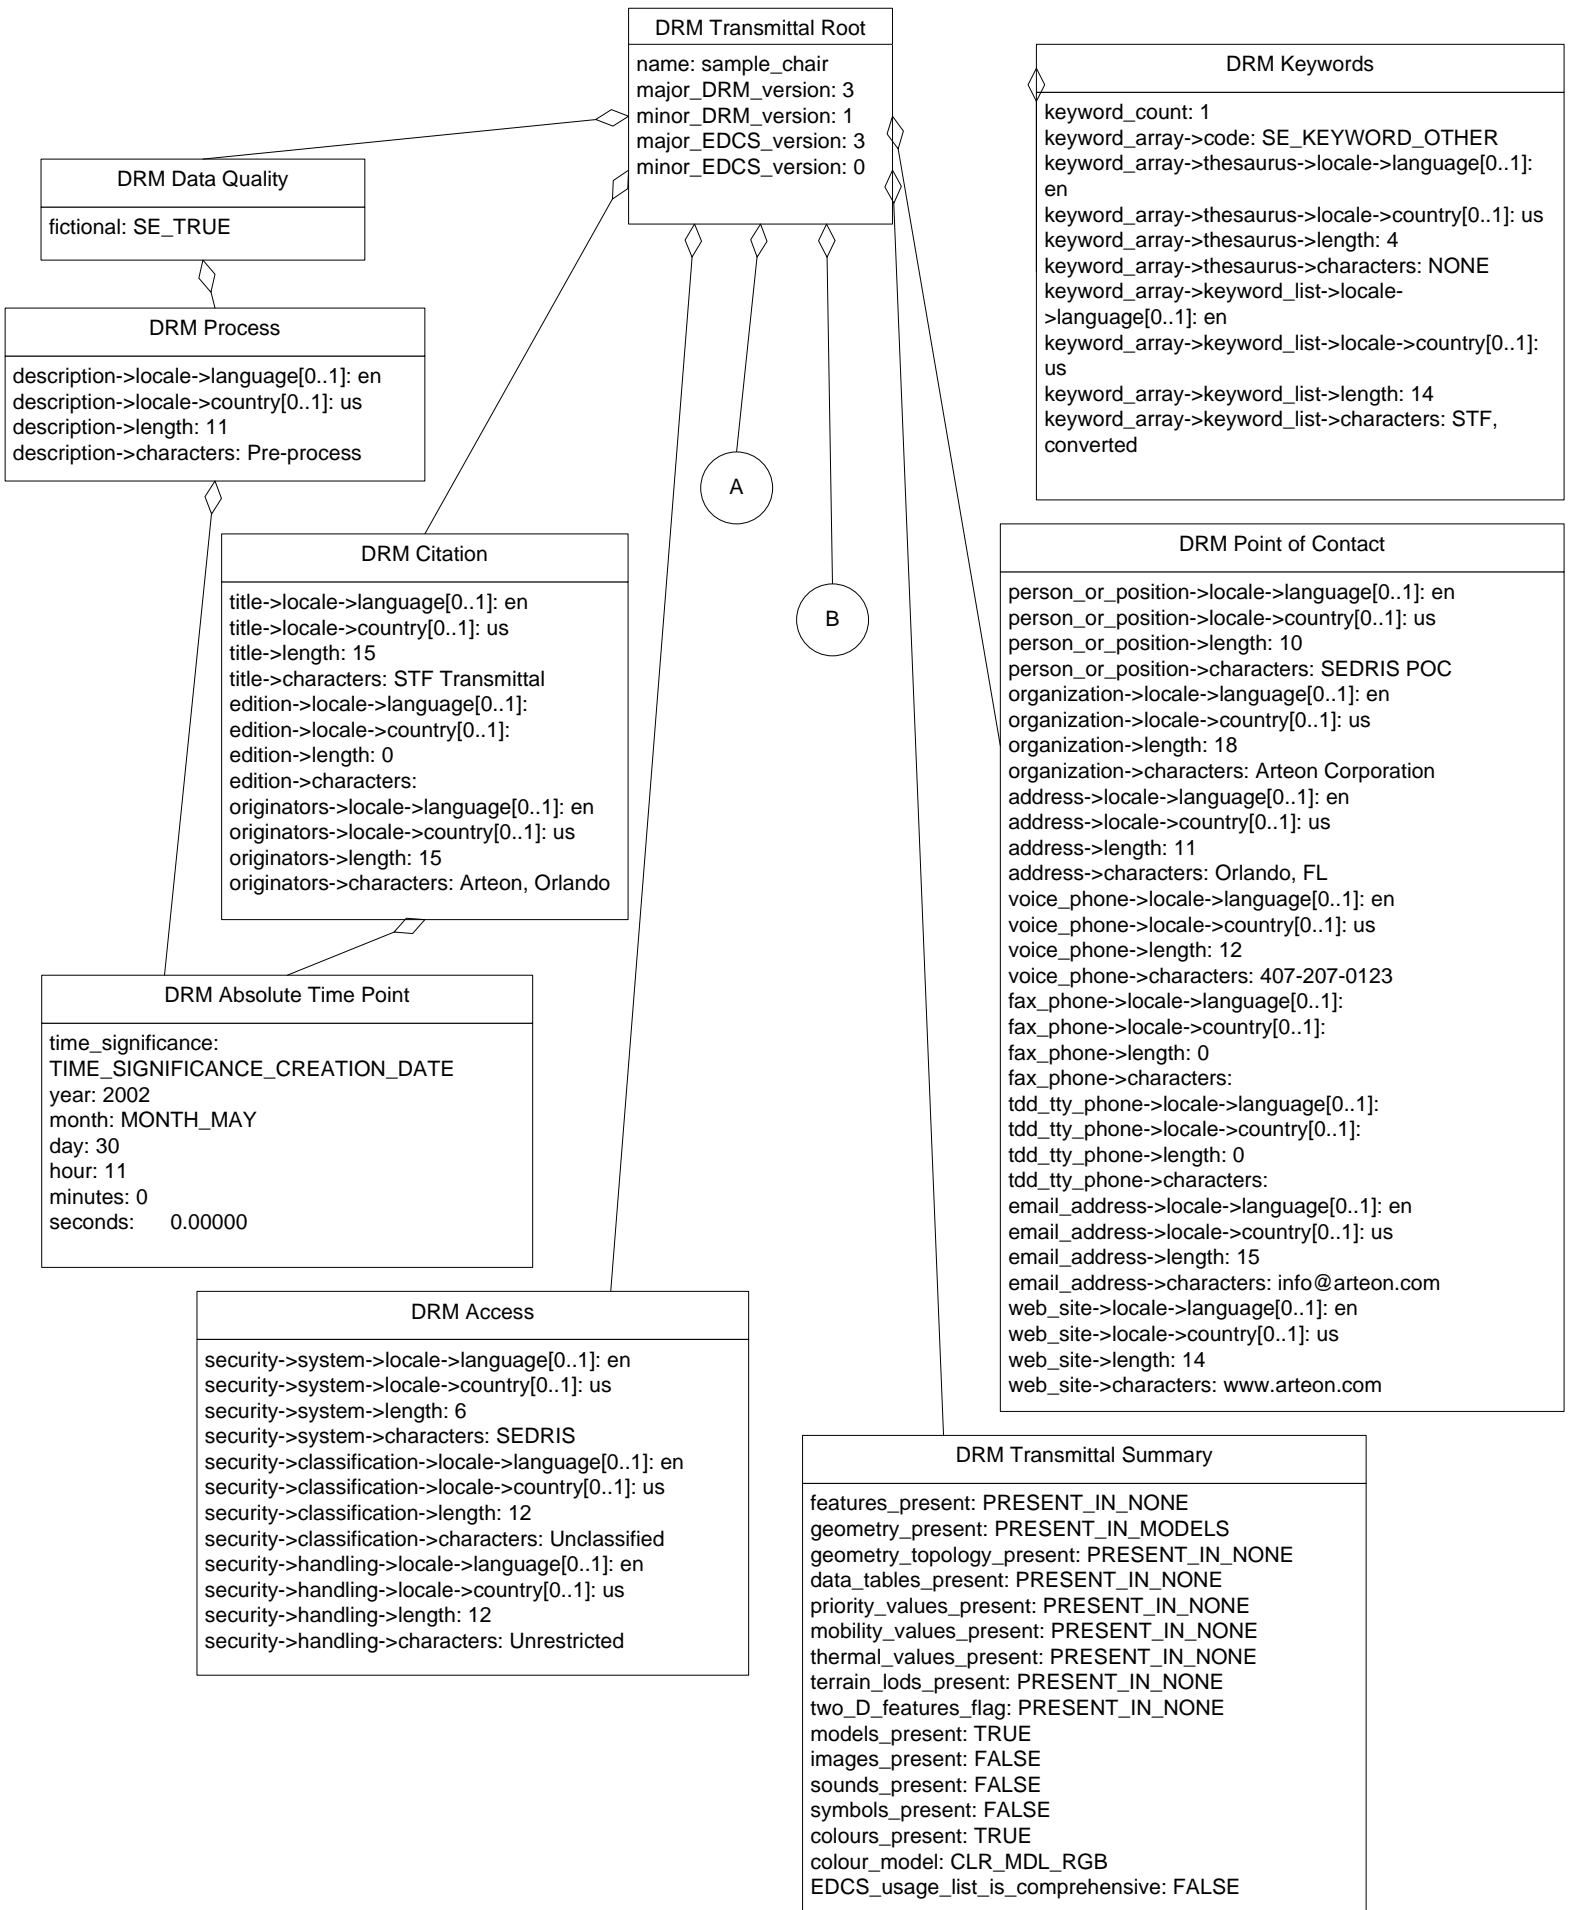 DRM Transmittal Root
name: sample_chair
major_DRM_version: 3
minor_DRM_version: 1
major_EDCS_version: 3
minor_EDCS_version: 0
DRM Keywords
keyword_count: 1
keyword_array->code: SE_KEYWORD_OTHER
keyword_array->thesaurus->locale->language[0..1]:
en
keyword_array->thesaurus->locale->country[0..1]: us
keyword_array->thesaurus->length: 4
keyword_array->thesaurus->characters: NONE
keyword_array->keyword_list->locale-
>language[0..1]: en
keyword_array->keyword_list->locale->country[0..1]:
us
keyword_array->keyword_list->length: 14
keyword_array->keyword_list->characters: STF,
converted
DRM Data Quality
fictional: SE_TRUE
DRM Process
description->locale->language[0..1]: en
description->locale->country[0..1]: us
description->length: 11
description->characters: Pre-process
A
B
DRM Citation
title->locale->language[0..1]: en
title->locale->country[0..1]: us
title->length: 15
title->characters: STF Transmittal
edition->locale->language[0..1]:
edition->locale->country[0..1]:
edition->length: 0
edition->characters:
originators->locale->language[0..1]: en
originators->locale->country[0..1]: us
originators->length: 15
originators->characters: Arteon, Orlando
DRM Point of Contact
person_or_position->locale->language[0..1]: en
person_or_position->locale->country[0..1]: us
person_or_position->length: 10
person_or_position->characters: SEDRIS POC
organization->locale->language[0..1]: en
organization->locale->country[0..1]: us
organization->length: 18
organization->characters: Arteon Corporation
address->locale->language[0..1]: en
address->locale->country[0..1]: us
address->length: 11
address->characters: Orlando, FL
voice_phone->locale->language[0..1]: en
voice_phone->locale->country[0..1]: us
voice_phone->length: 12
voice_phone->characters: 407-207-0123
fax_phone->locale->language[0..1]:
fax_phone->locale->country[0..1]:
fax_phone->length: 0
fax_phone->characters:
tdd_tty_phone->locale->language[0..1]:
tdd_tty_phone->locale->country[0..1]:
tdd_tty_phone->length: 0
tdd_tty_phone->characters:
email_address->locale->language[0..1]: en
email_address->locale->country[0..1]: us
email_address->length: 15
email_address->characters: info@arteon.com
web_site->locale->language[0..1]: en
web_site->locale->country[0..1]: us
web_site->length: 14
web_site->characters: www.arteon.com
DRM Absolute Time Point
time_significance:
TIME_SIGNIFICANCE_CREATION_DATE
year: 2002
month: MONTH_MAY
day: 30
hour: 11
minutes: 0
seconds: 0.00000
DRM Access
security->system->locale->language[0..1]: en
security->system->locale->country[0..1]: us
security->system->length: 6
security->system->characters: SEDRIS
security->classification->locale->language[0..1]: en
security->classification->locale->country[0..1]: us
security->classification->length: 12
security->classification->characters: Unclassified
security->handling->locale->language[0..1]: en
security->handling->locale->country[0..1]: us
security->handling->length: 12
security->handling->characters: Unrestricted
DRM Transmittal Summary
features_present: PRESENT_IN_NONE
geometry_present: PRESENT_IN_MODELS
geometry_topology_present: PRESENT_IN_NONE
data_tables_present: PRESENT_IN_NONE
priority_values_present: PRESENT_IN_NONE
mobility_values_present: PRESENT_IN_NONE
thermal_values_present: PRESENT_IN_NONE
terrain_lods_present: PRESENT_IN_NONE
two_D_features_flag: PRESENT_IN_NONE
models_present: TRUE
images_present: FALSE
sounds_present: FALSE
symbols_present: FALSE
colours_present: TRUE
colour_model: CLR_MDL_RGB
EDCS_usage_list_is_comprehensive: FALSE